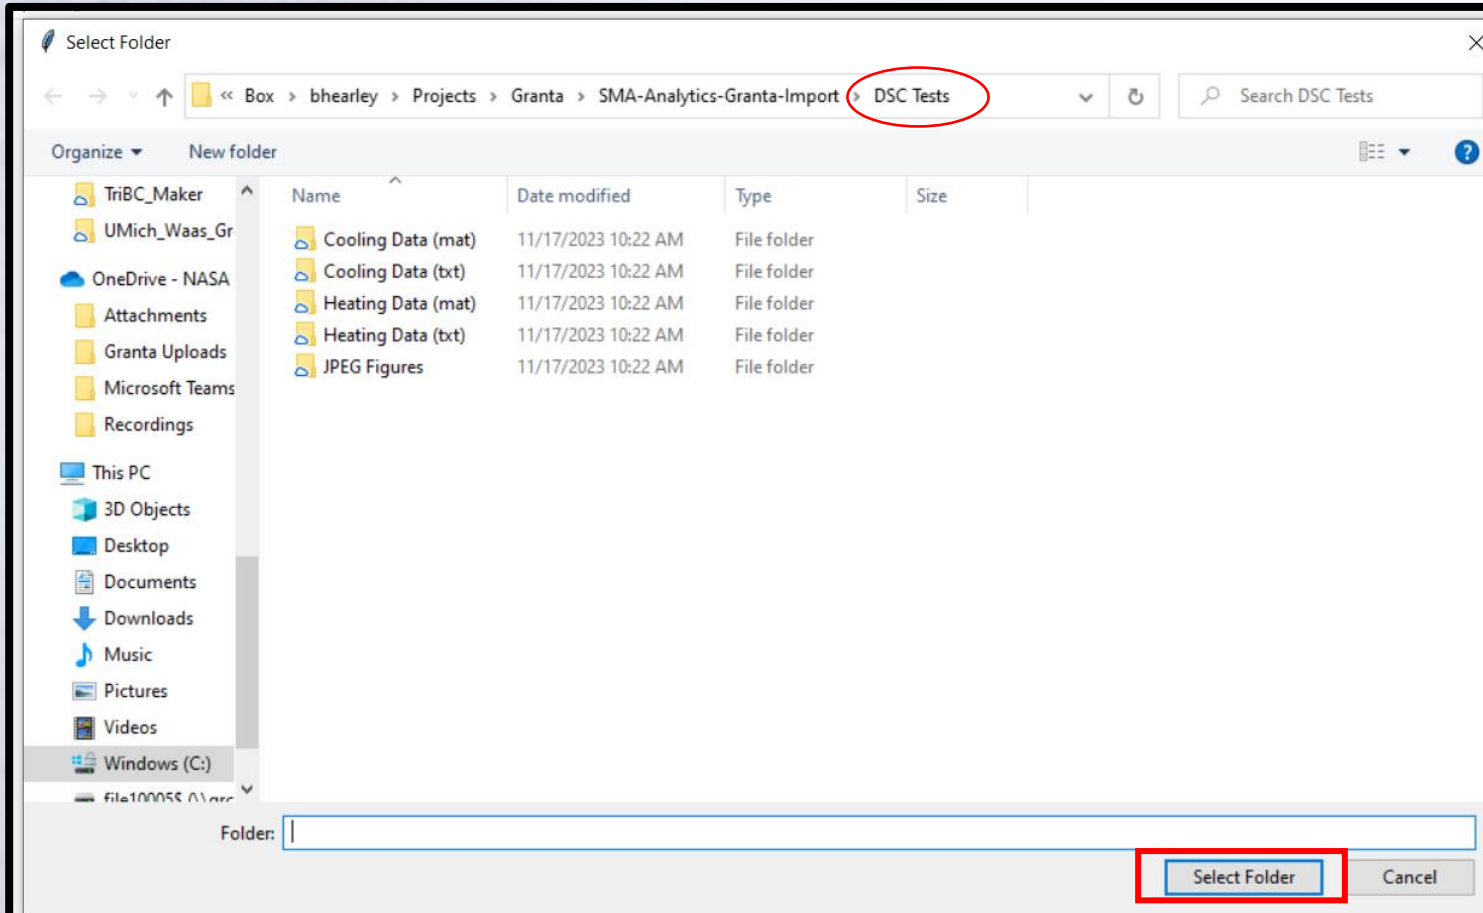 Select Folder
« Box › bhearley › Projects › Granta › SMA-Analytics-Granta-Import › DSC Tests
Search DSC Tests
Organize
New folder
TriBC_Maker
UMich_Waas_Gr
OneDrive - NASA
Attachments
Granta Uploads
Microsoft Teams
Recordings
This PC
3D Objects
Desktop
Documents
Downloads
Music
Pictures
Videos
Windows (C:)
Name Date modified Type Size
Cooling Data (mat) 11/17/2023 10:22 AM File folder
Cooling Data (txt) 11/17/2023 10:22 AM File folder
Heating Data (mat) 11/17/2023 10:22 AM File folder
Heating Data (txt) 11/17/2023 10:22 AM File folder
JPEG Figures 11/17/2023 10:22 AM File folder
Folder:
Select Folder
Cancel